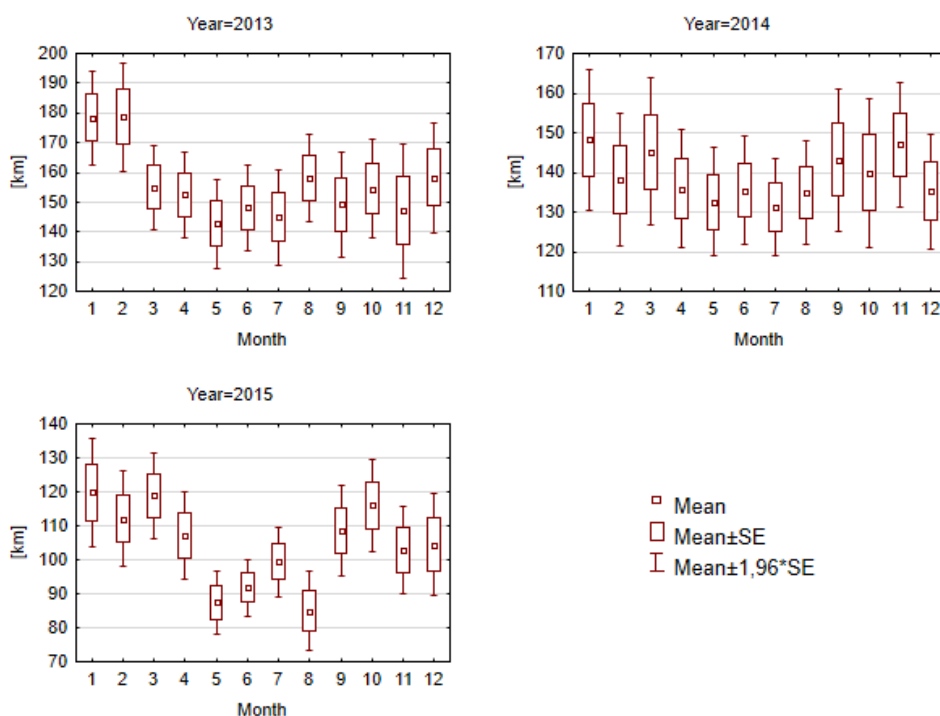 Year=2013
[km]
200
190
180
170
160
150
140
130
120
1 2 3 4 5 6 7 8 9 10 11 12
Month
Year=2014
[km]
170
160
150
140
130
120
110
1 2 3 4 5 6 7 8 9 10 11 12
Month
Year=2015
[km]
140
130
120
110
100
90
80
70
1 2 3 4 5 6 7 8 9 10 11 12
Month
Mean
Mean±SE
Mean±1,96*SE